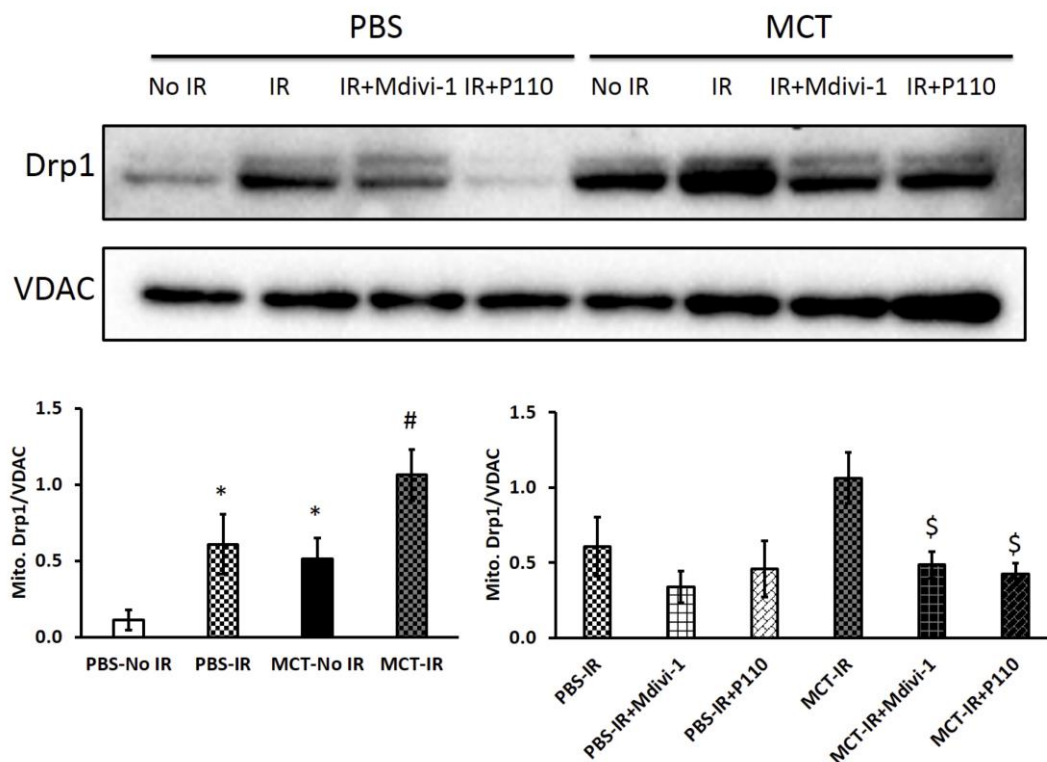 PBS MCT
No IR IR IR+Mdivi-1 IR+P110 No IR IR IR+Mdivi-1 IR+P110
Drp1
VDAC
Mito. Drp1/VDAC
1.5
1.0
0.5
0.0
*
*
#
PBS-No IR PBS-IR MCT-No IR MCT-IR
Mito. Drp1/VDAC
1.5
1.0
0.5
0.0
$
$
PBS-IR
PBS-IR+Mdivi-1
PBS-IR+P110
MCT-IR
MCT-IR+Mdivi-1
MCT-IR+P110